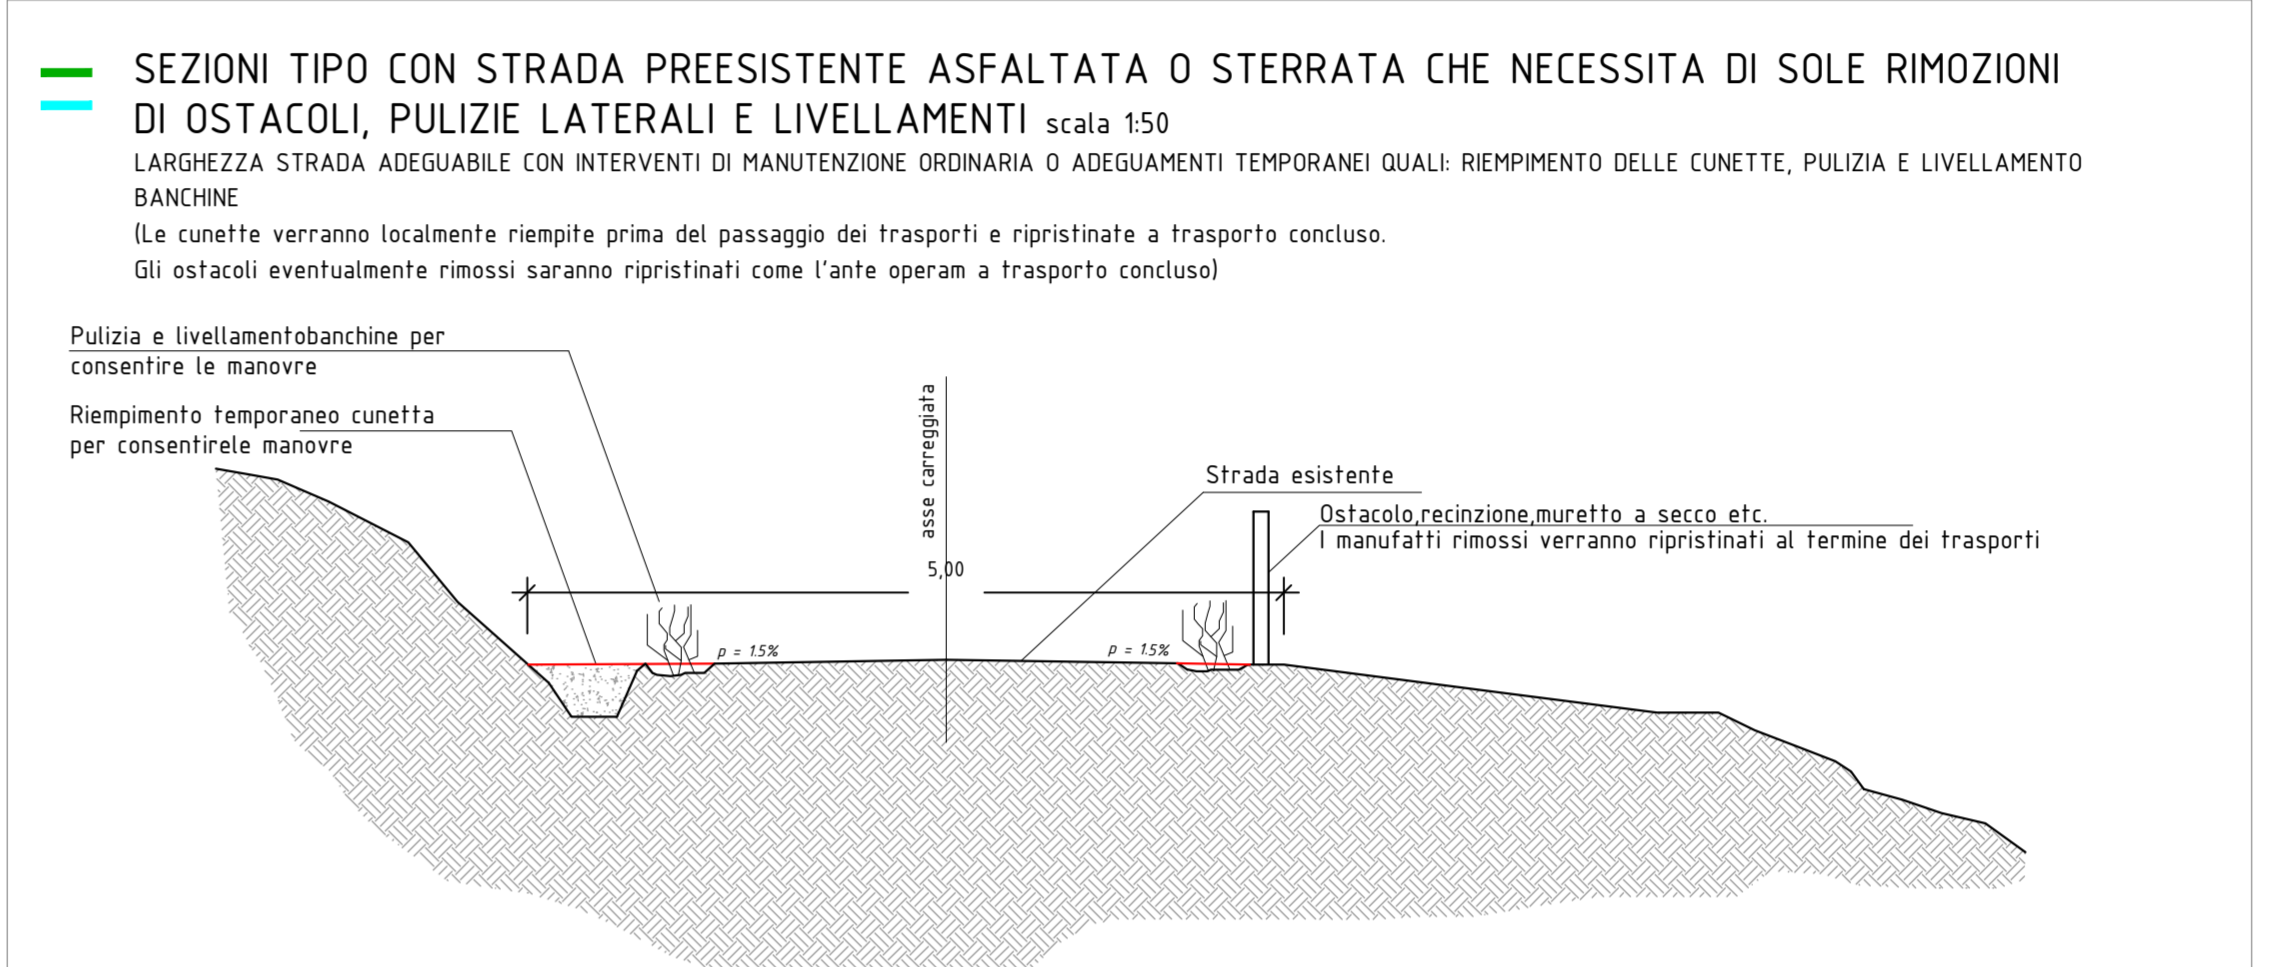 SEZIONI TIPO CON STRADA PREESISTENTE ASFALTATA O STERRATA CHE NECESSITA DI SOLE RIMOZIONI
DI OSTACOLI, PULIZIE LATERALI E LIVELLAMENTI scala 1:50
LARGHEZZA STRADA ADEGUABILE CON INTERVENTI DI MANUTENZIONE ORDINARIA O ADEGUAMENTI TEMPORANEI QUALI: RIEMPIMENTO DELLE CUNETTE, PULIZIA E LIVELLAMENTO
BANCHINE
(Le cunette verranno localmente riempite prima del passaggio dei trasporti e ripristinate a trasporto concluso.
Gli ostacoli eventualmente rimossi saranno ripristinati come l'ante operam a trasporto concluso)
Pulizia e livellamentobanchine per
consentire le manovre
Riempimento temporaneo cunetta
per consentirele manovre
asse carreggiata
Strada esistente
Ostacolo,recinzione,muretto a secco etc.
I manufatti rimossi verranno ripristinati al termine dei trasporti
5,00
p = 1.5%
p = 1.5%